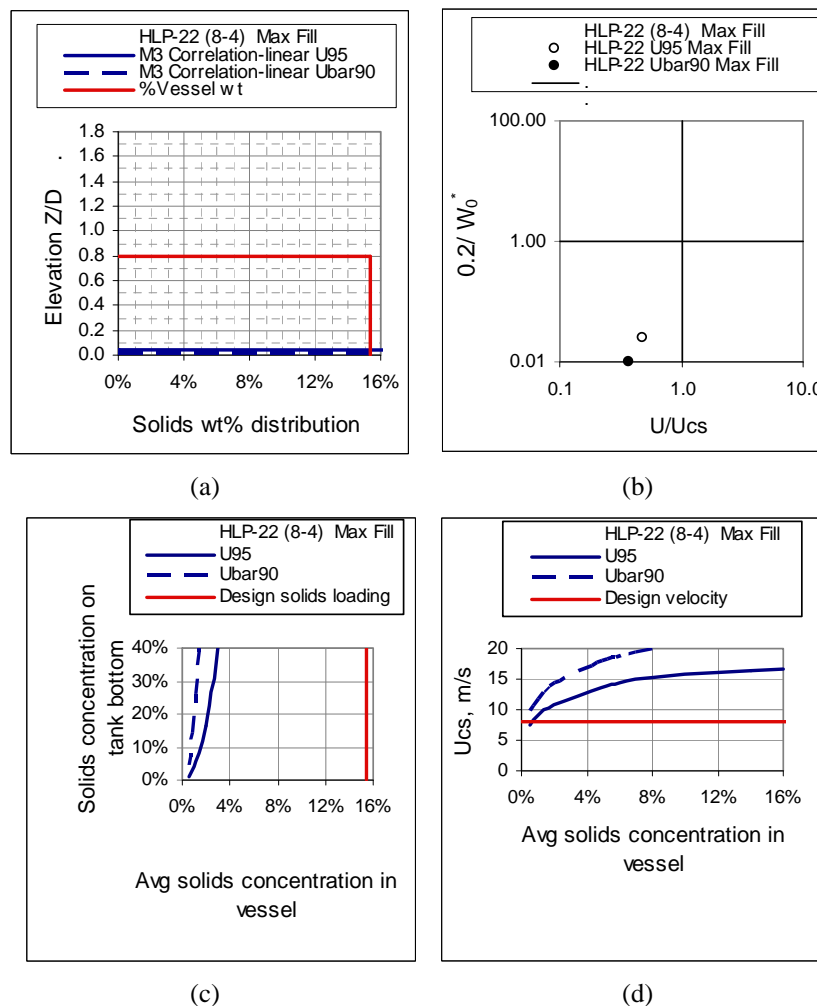 HLP-22 (8-4) Max Fill
M3 Correlation-linear U95
M3 Correlation-linear Ubar90
%Vessel wt
1.8
1.6
1.4
1.2
1.0
0.8
0.6
0.4
0.2
0.0
Elevation Z/D
0% 4% 8% 12% 16%
Solids wt% distribution
(a)
HLP-22 (8-4) Max Fill
HLP-22 U95 Max Fill
HLP-22 Ubar90 Max Fill
.
.
100.00
1.00
0.01
0.2/ W0*
0.1 1.0 10.0
U/Ucs
(b)
HLP-22 (8-4) Max Fill
U95
Ubar90
Design solids loading
Solids concentration on
tank bottom
40%
30%
20%
10%
0%
0% 4% 8% 12% 16%
Avg solids concentration in
vessel
(c)
HLP-22 (8-4) Max Fill
U95
Ubar90
Design velocity
Ucs, m/s
20
15
10
5
0
0% 4% 8% 12% 16%
Avg solids concentration in
vessel
(d)